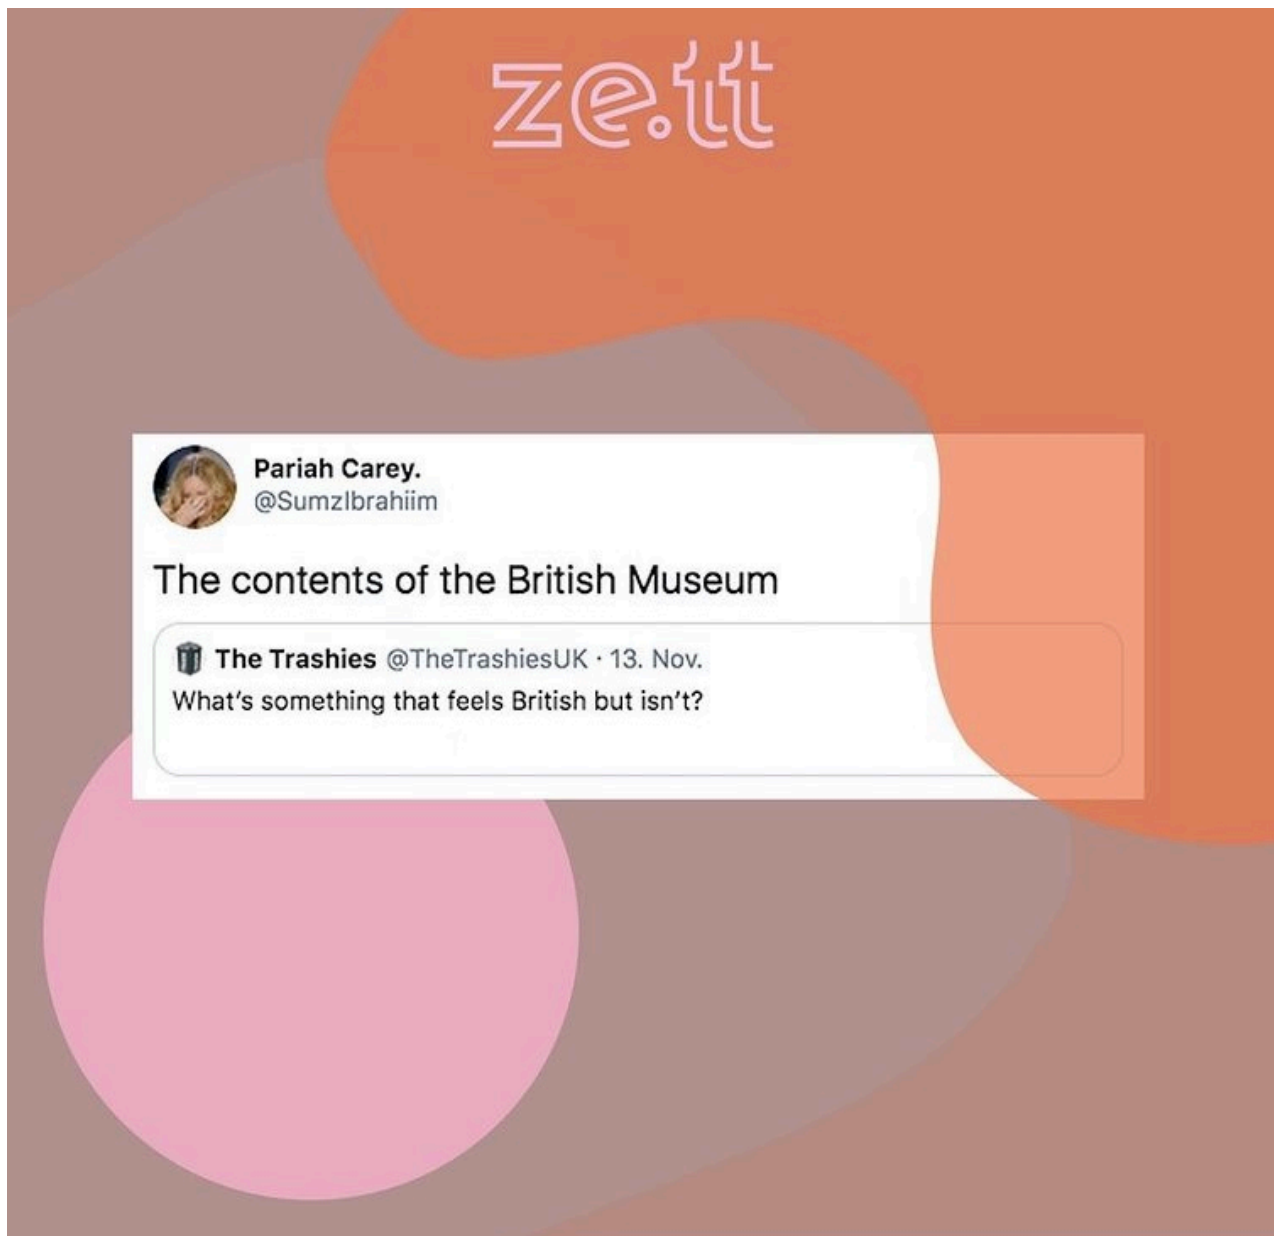 ze.tt
Pariah Carey.
@SumzIbrahiim
The contents of the British Museum
The Trashies @TheTrashiesUK · 13. Nov.
What's something that feels British but isn't?